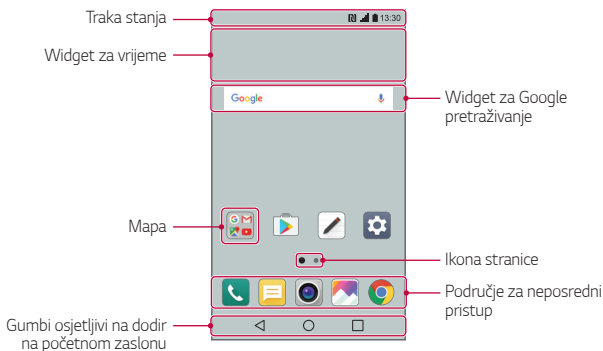 Traka stanja
13:30
Widget za vrijeme
Google
Widget za Google
pretraživanje
Mapa
Ikona stranice
Područje za neposredni
pristup
Gumbi osjetljivi na dodir
na početnom zaslonu